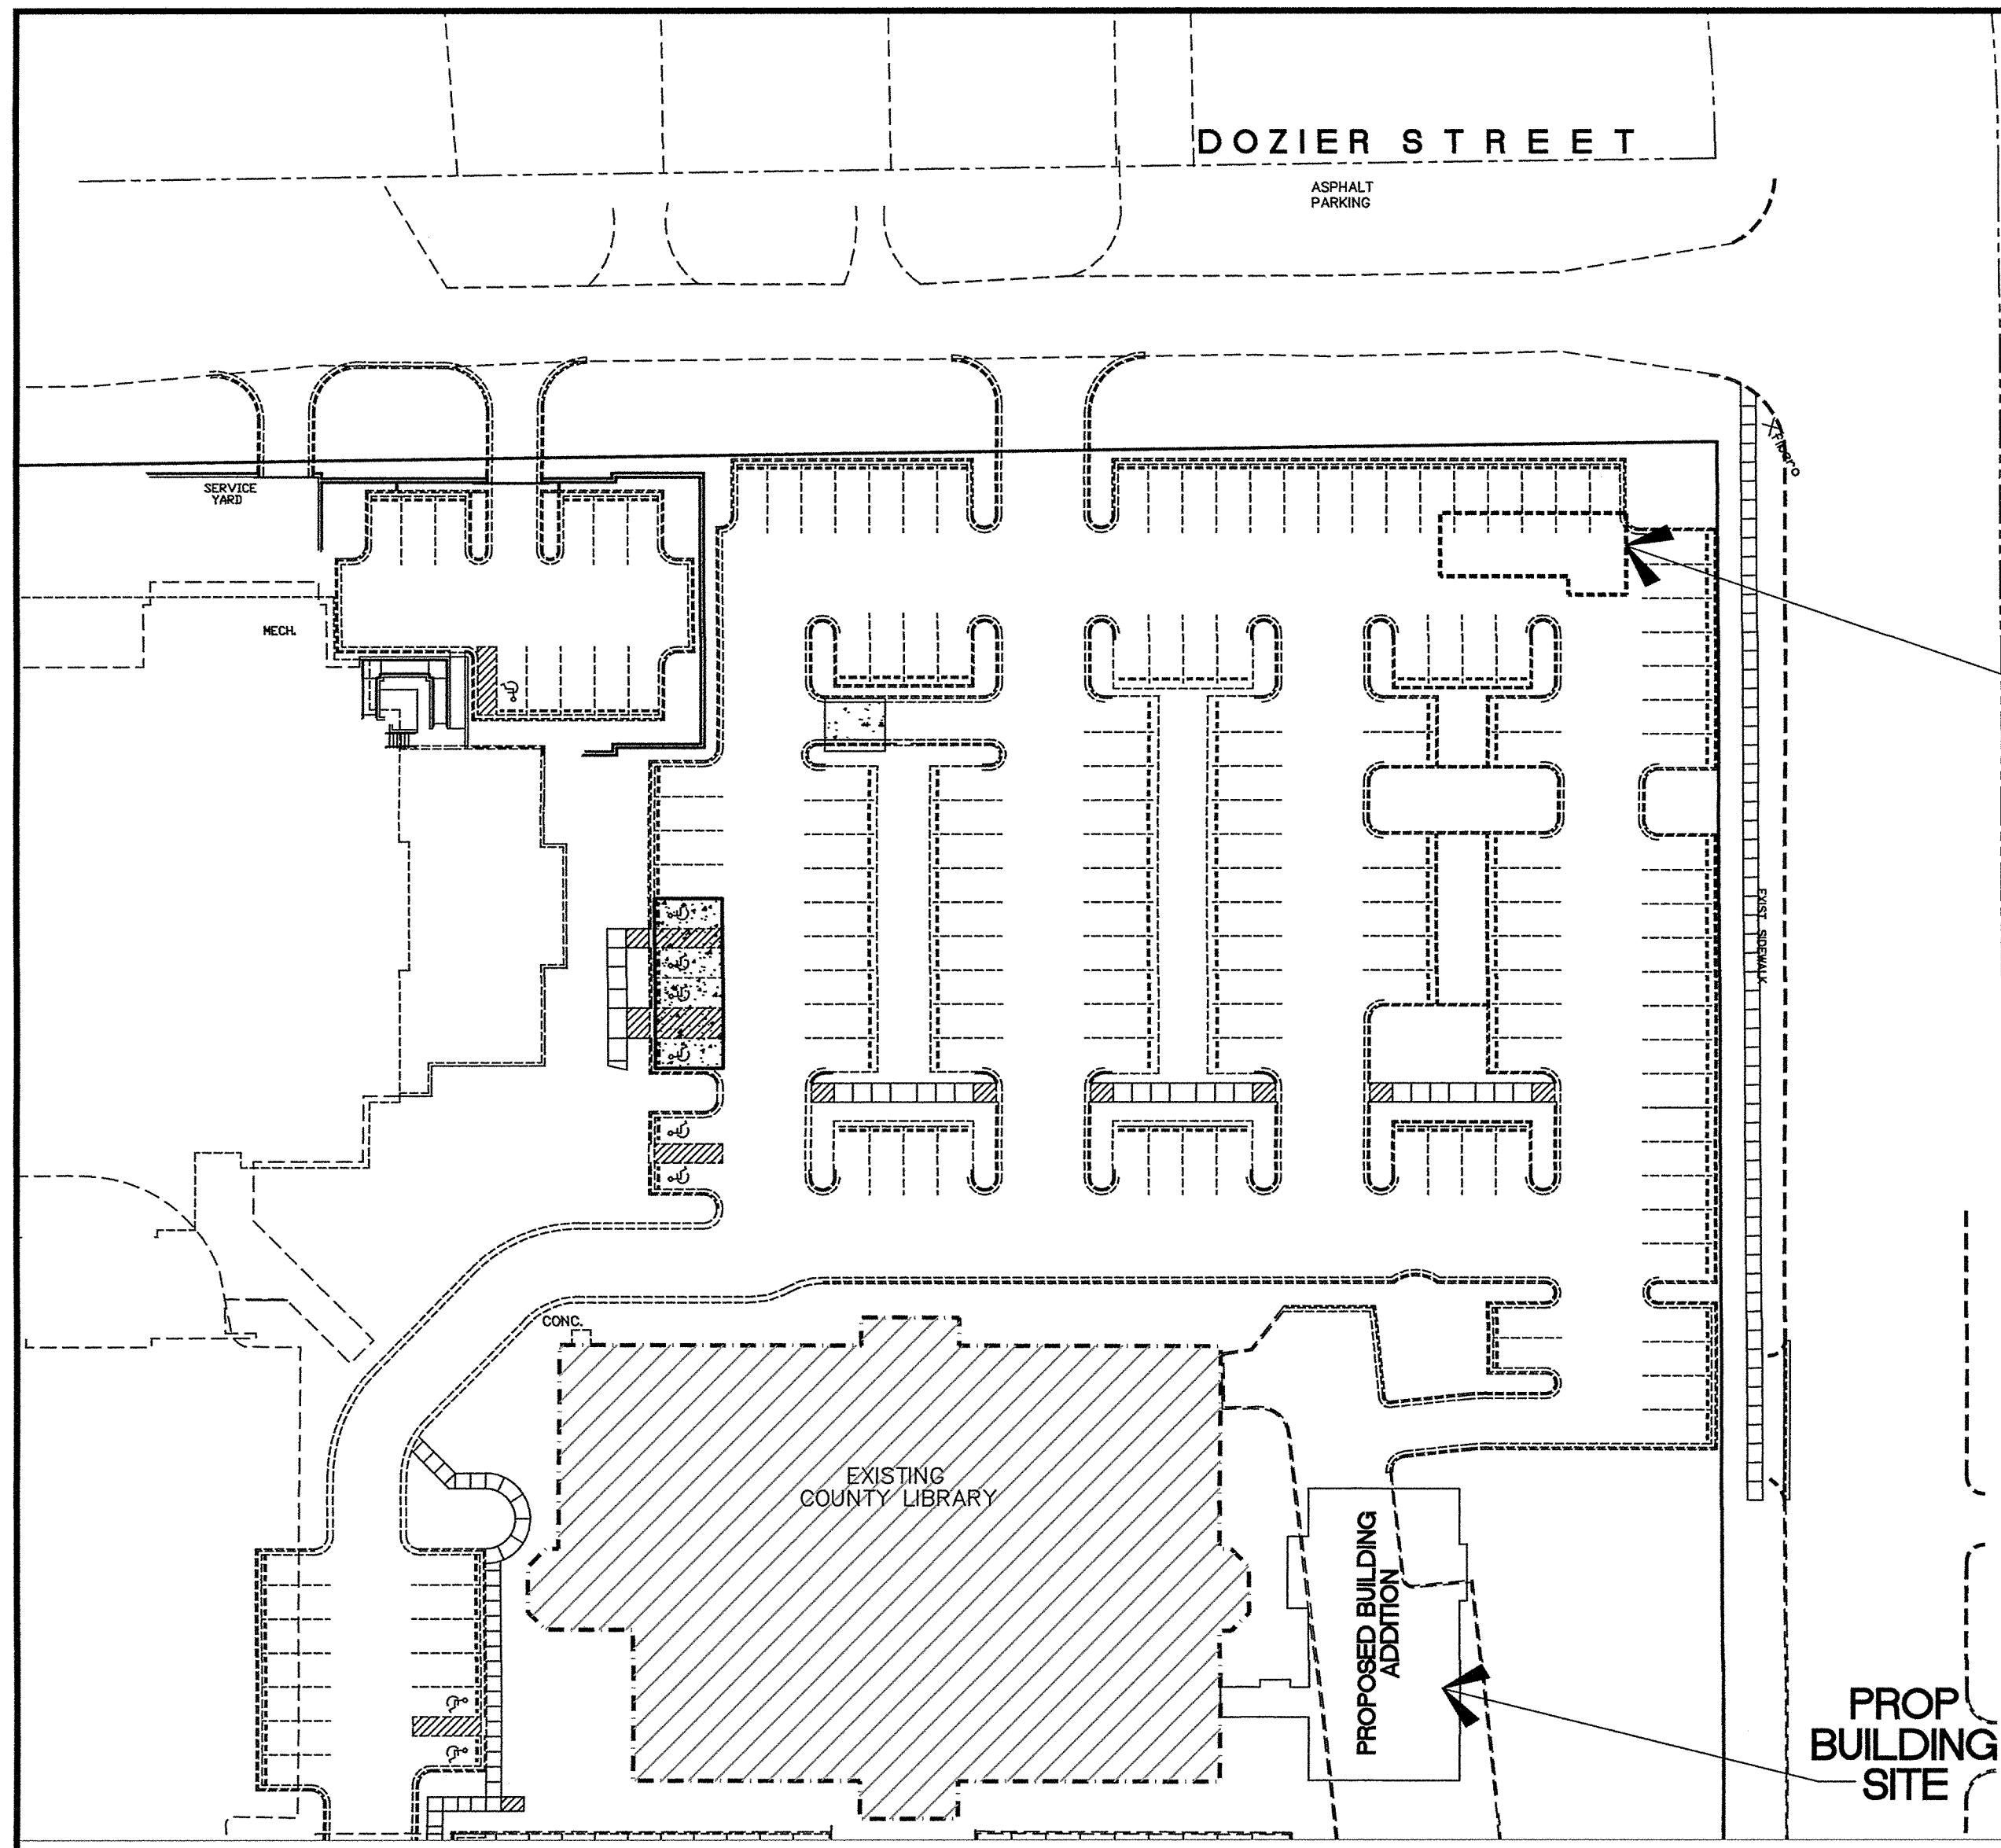 DOZIER STREET
ASPHALT
PARKING
SERVICE
YARD
MECH.
EXIST SIDEWALK
CONC.
EXISTING
COUNTY LIBRARY
PROPOSED BUILDING
ADDITION
PROP
BUILDING
SITE